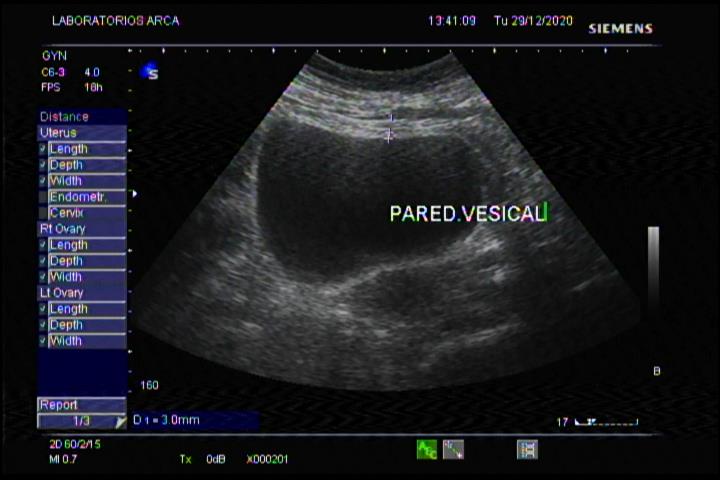 LABORATORIOS ARCA
13:41:09 Tu 29/12/2020
SIEMENS
GYN
C6-3 4.0
FPS 18h
S
Distance
Uterus
Length
Depth
Width
Endometr.
Cervix
Rt Ovary
Length
Depth
Width
Lt Ovary
Length
Depth
Width
Report
1/3
PARED.VESICAL
160
B
D 1 = 3.0mm
17
2D 60/2/15
MI 0.7
Tx 0dB X000201